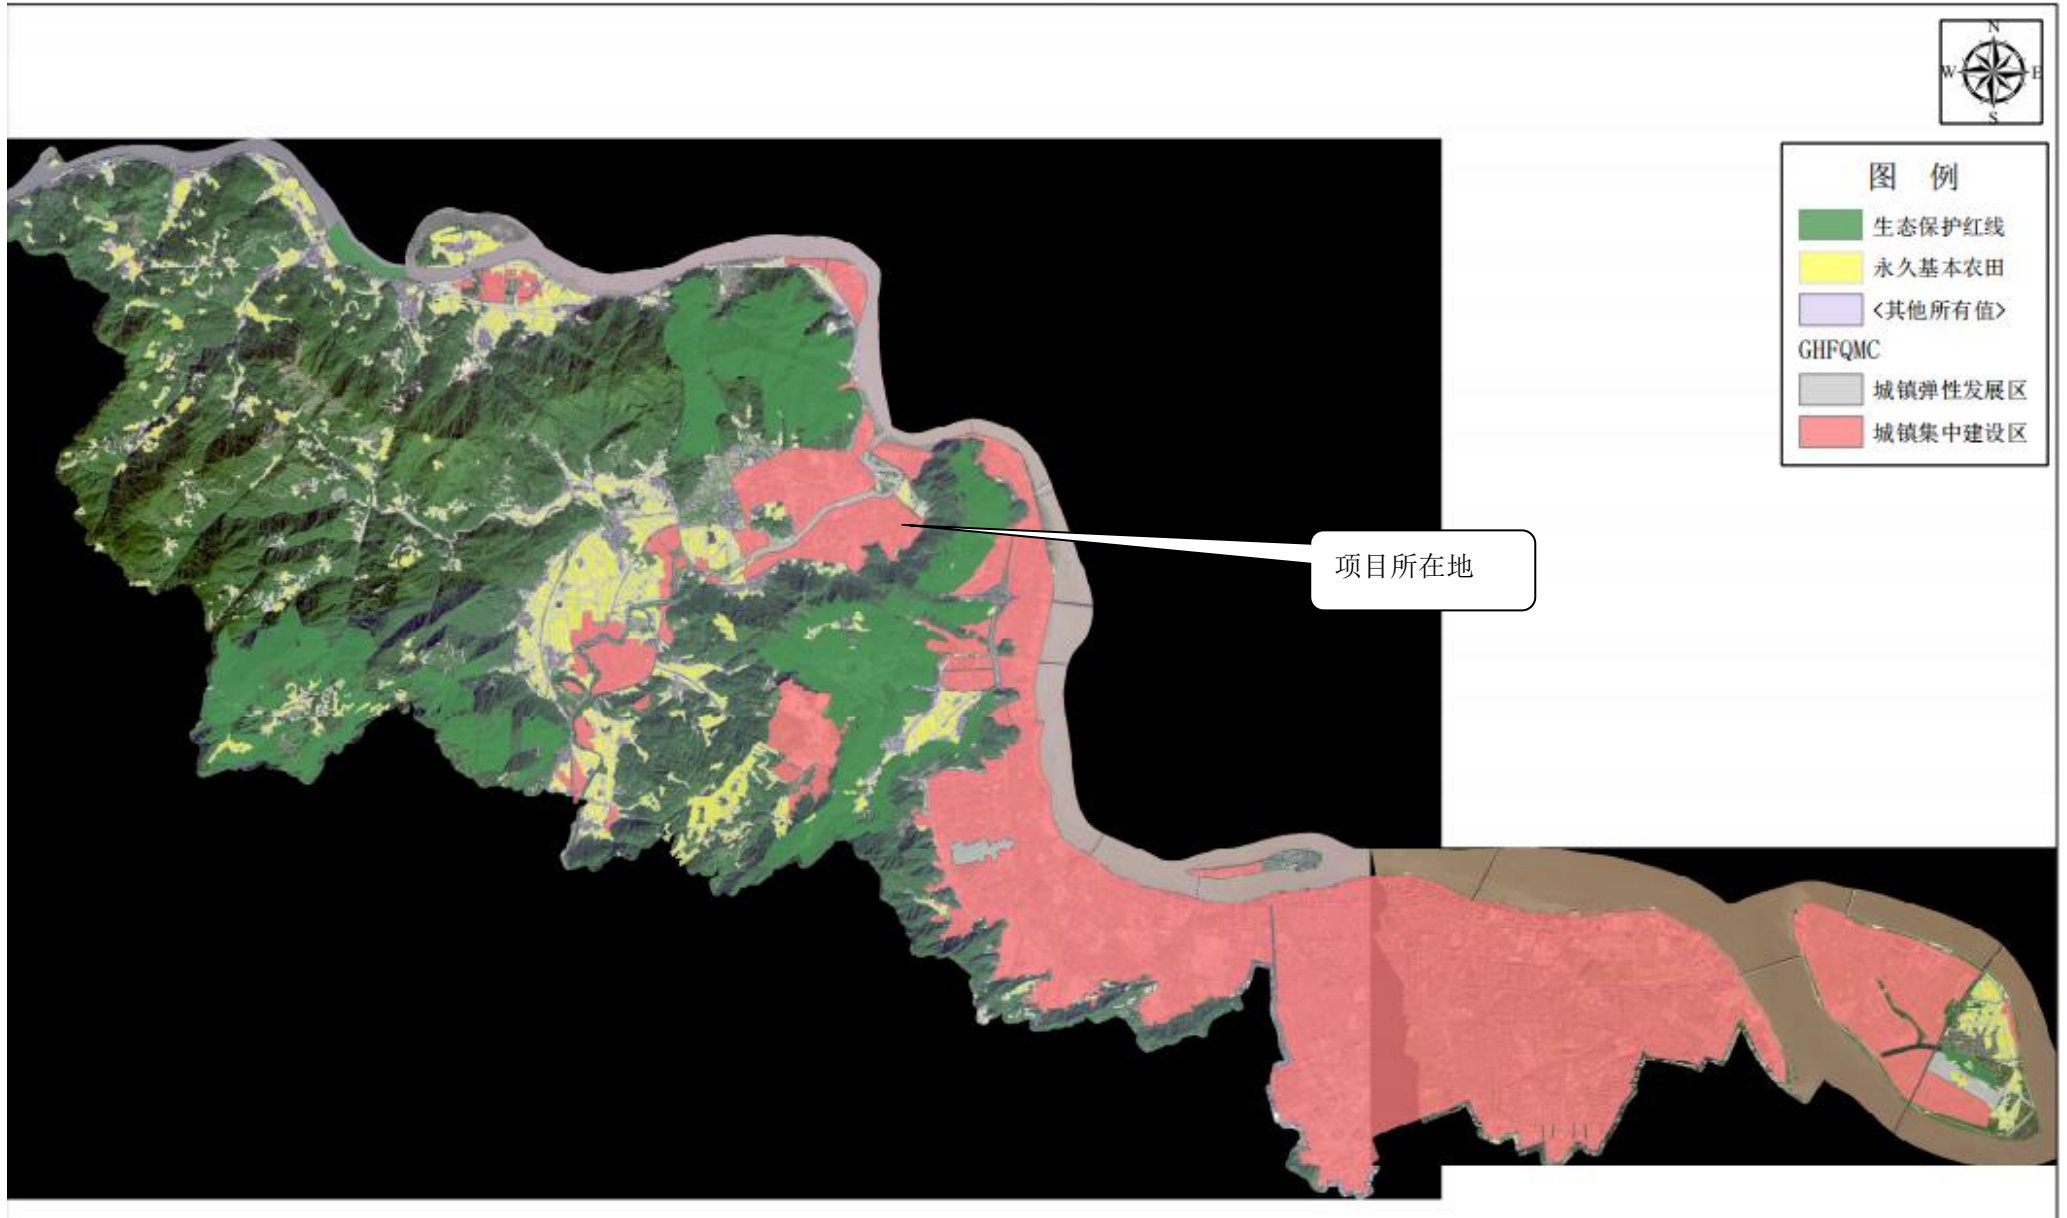 N
W E
S
图 例
生态保护红线
永久基本农田
<其他所有值>
GHFQMC
城镇弹性发展区
城镇集中建设区
项目所在地